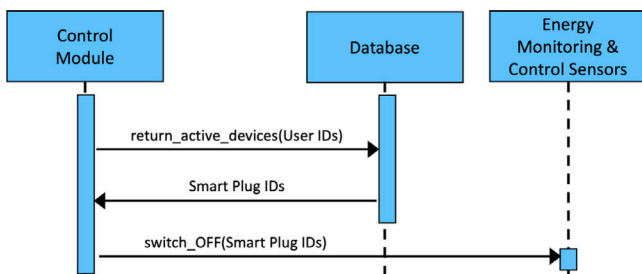 Control
Module
Database
Energy
Monitoring &
Control Sensors
return_active_devices(User IDs)
Smart Plug IDs
switch_OFF(Smart Plug IDs)